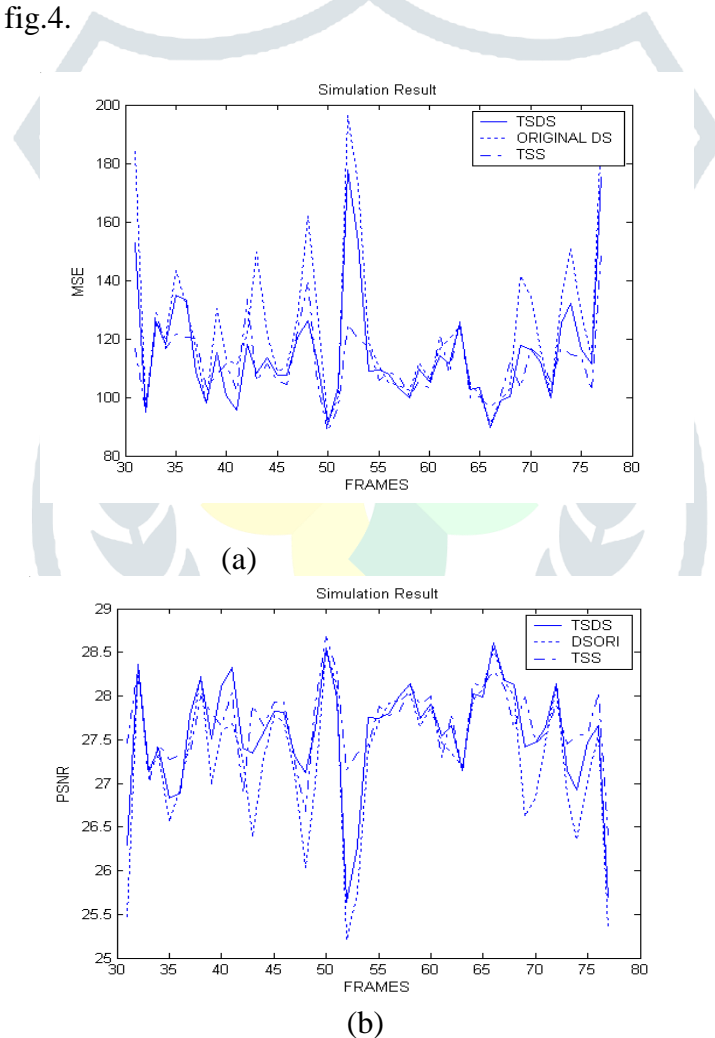 fig.4.
Simulation Result
200
180
160
140
120
100
80
MSE
TSDS
ORIGINAL DS
TSS
30 35 40 45 50 55 60 65 70 75 80
FRAMES
(a)
Simulation Result
29
28.5
28
27.5
27
26.5
26
25.5
25
PSNR
TSDS
DSORI
TSS
30 35 40 45 50 55 60 65 70 75 80
FRAMES
(b)